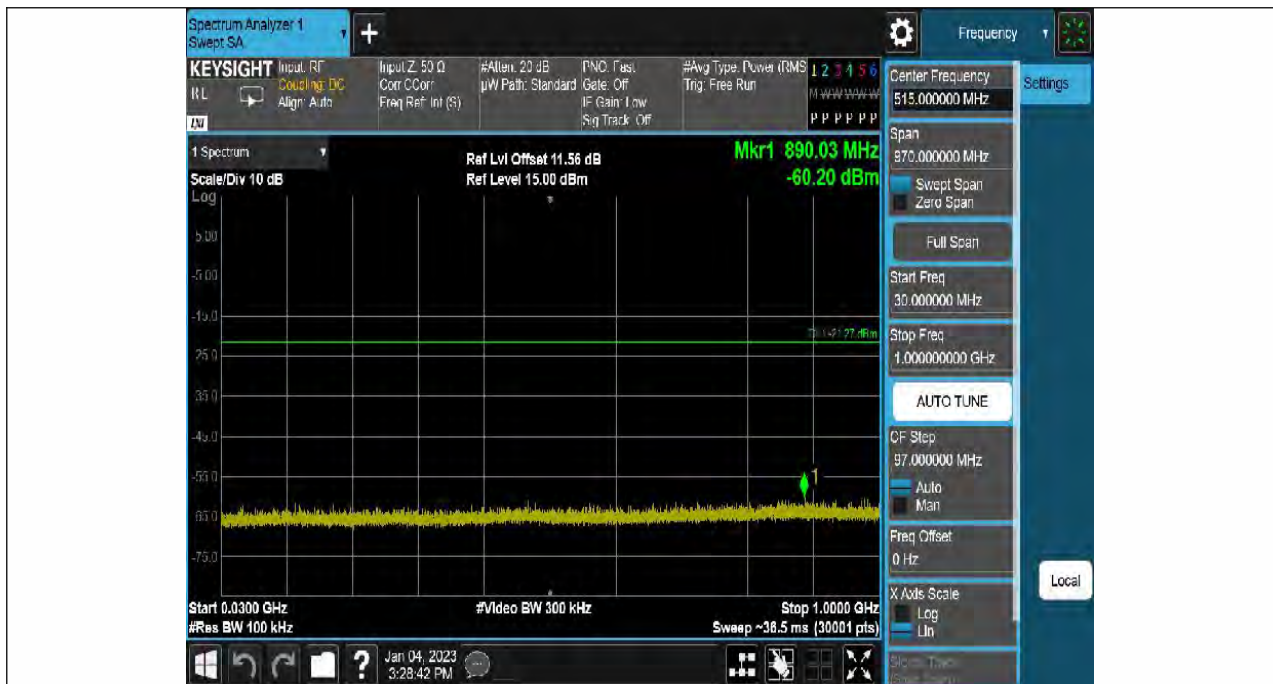 Spectrum Analyzer 1
Swept SA
+
Frequency
KEYSIGHT
RL
LXI
Input: RF
Coupling: DC
Align: Auto
Input Z: 50 Ω
Corr CCorr
Freq Ref: Int (S)
#Atten: 20 dB
µW Path: Standard
PNO: Fast
Gate: Off
IF Gain: Low
Sig Track: Off
#Avg Type: Power (RMS
Trig: Free Run
1 2 3 4 5 6
M W W W W W
P P P P P P
1 Spectrum
Scale/Div 10 dB
Log
Ref Lvl Offset 11.56 dB
Ref Level 15.00 dBm
Mkr1 890.03 MHz
-60.20 dBm
5.00
-5.00
-15.0
-21.27 dBm
-25.0
-35.0
-45.0
-55.0
-65.0
-75.0
1
Start 0.0300 GHz
#Res BW 100 kHz
#Video BW 300 kHz
Stop 1.0000 GHz
Sweep ~36.5 ms (30001 pts)
Jan 04, 2023
3:28:42 PM
?
Center Frequency
515.000000 MHz
Settings
Span
970.000000 MHz
Swept Span
Zero Span
Full Span
Start Freq
30.000000 MHz
Stop Freq
1.000000000 GHz
AUTO TUNE
CF Step
97.000000 MHz
Auto
Man
Freq Offset
0 Hz
X Axis Scale
Log
Lin
Local